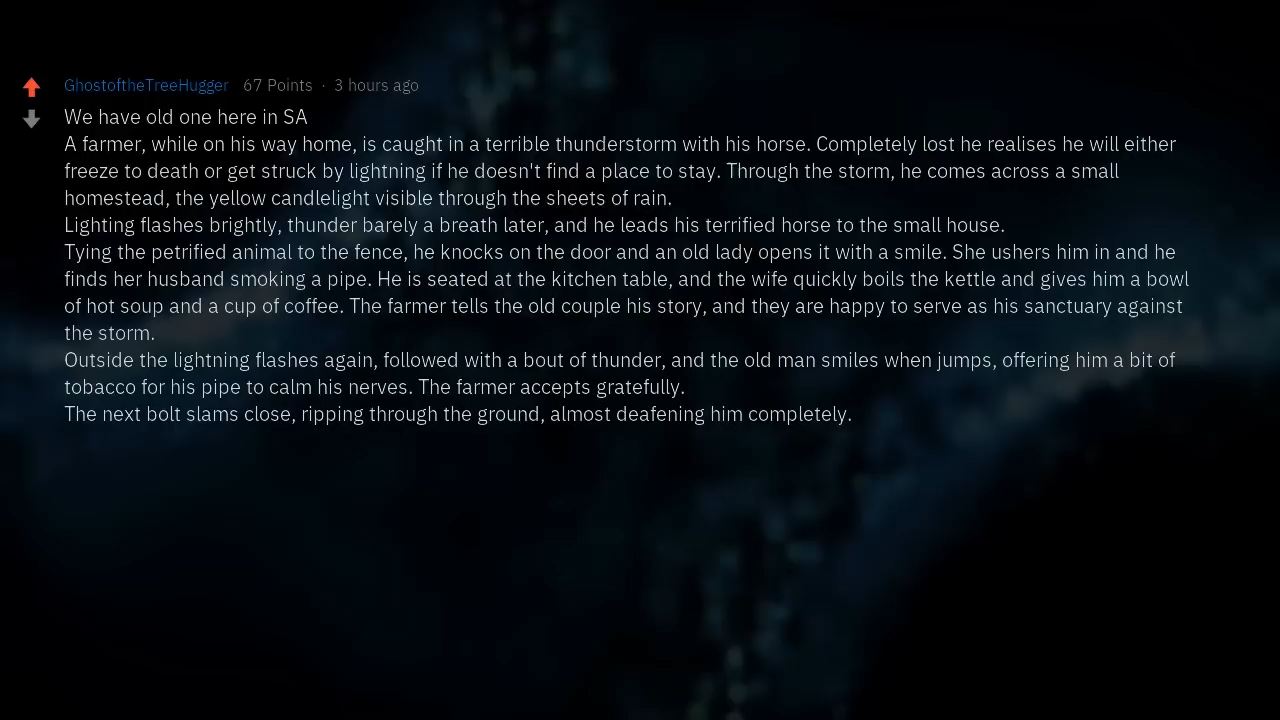 GhostoftheTreeHugger 67 Points · 3 hours ago
We have old one here in SA
A farmer, while on his way home, is caught in a terrible thunderstorm with his horse. Completely lost he realises he will either
freeze to death or get struck by lightning if he doesn't find a place to stay. Through the storm, he comes across a small
homestead, the yellow candlelight visible through the sheets of rain.
Lighting flashes brightly, thunder barely a breath later, and he leads his terrified horse to the small house.
Tying the petrified animal to the fence, he knocks on the door and an old lady opens it with a smile. She ushers him in and he
finds her husband smoking a pipe. He is seated at the kitchen table, and the wife quickly boils the kettle and gives him a bowl
of hot soup and a cup of coffee. The farmer tells the old couple his story, and they are happy to serve as his sanctuary against
the storm.
Outside the lightning flashes again, followed with a bout of thunder, and the old man smiles when jumps, offering him a bit of
tobacco for his pipe to calm his nerves. The farmer accepts gratefully.
The next bolt slams close, ripping through the ground, almost deafening him completely.